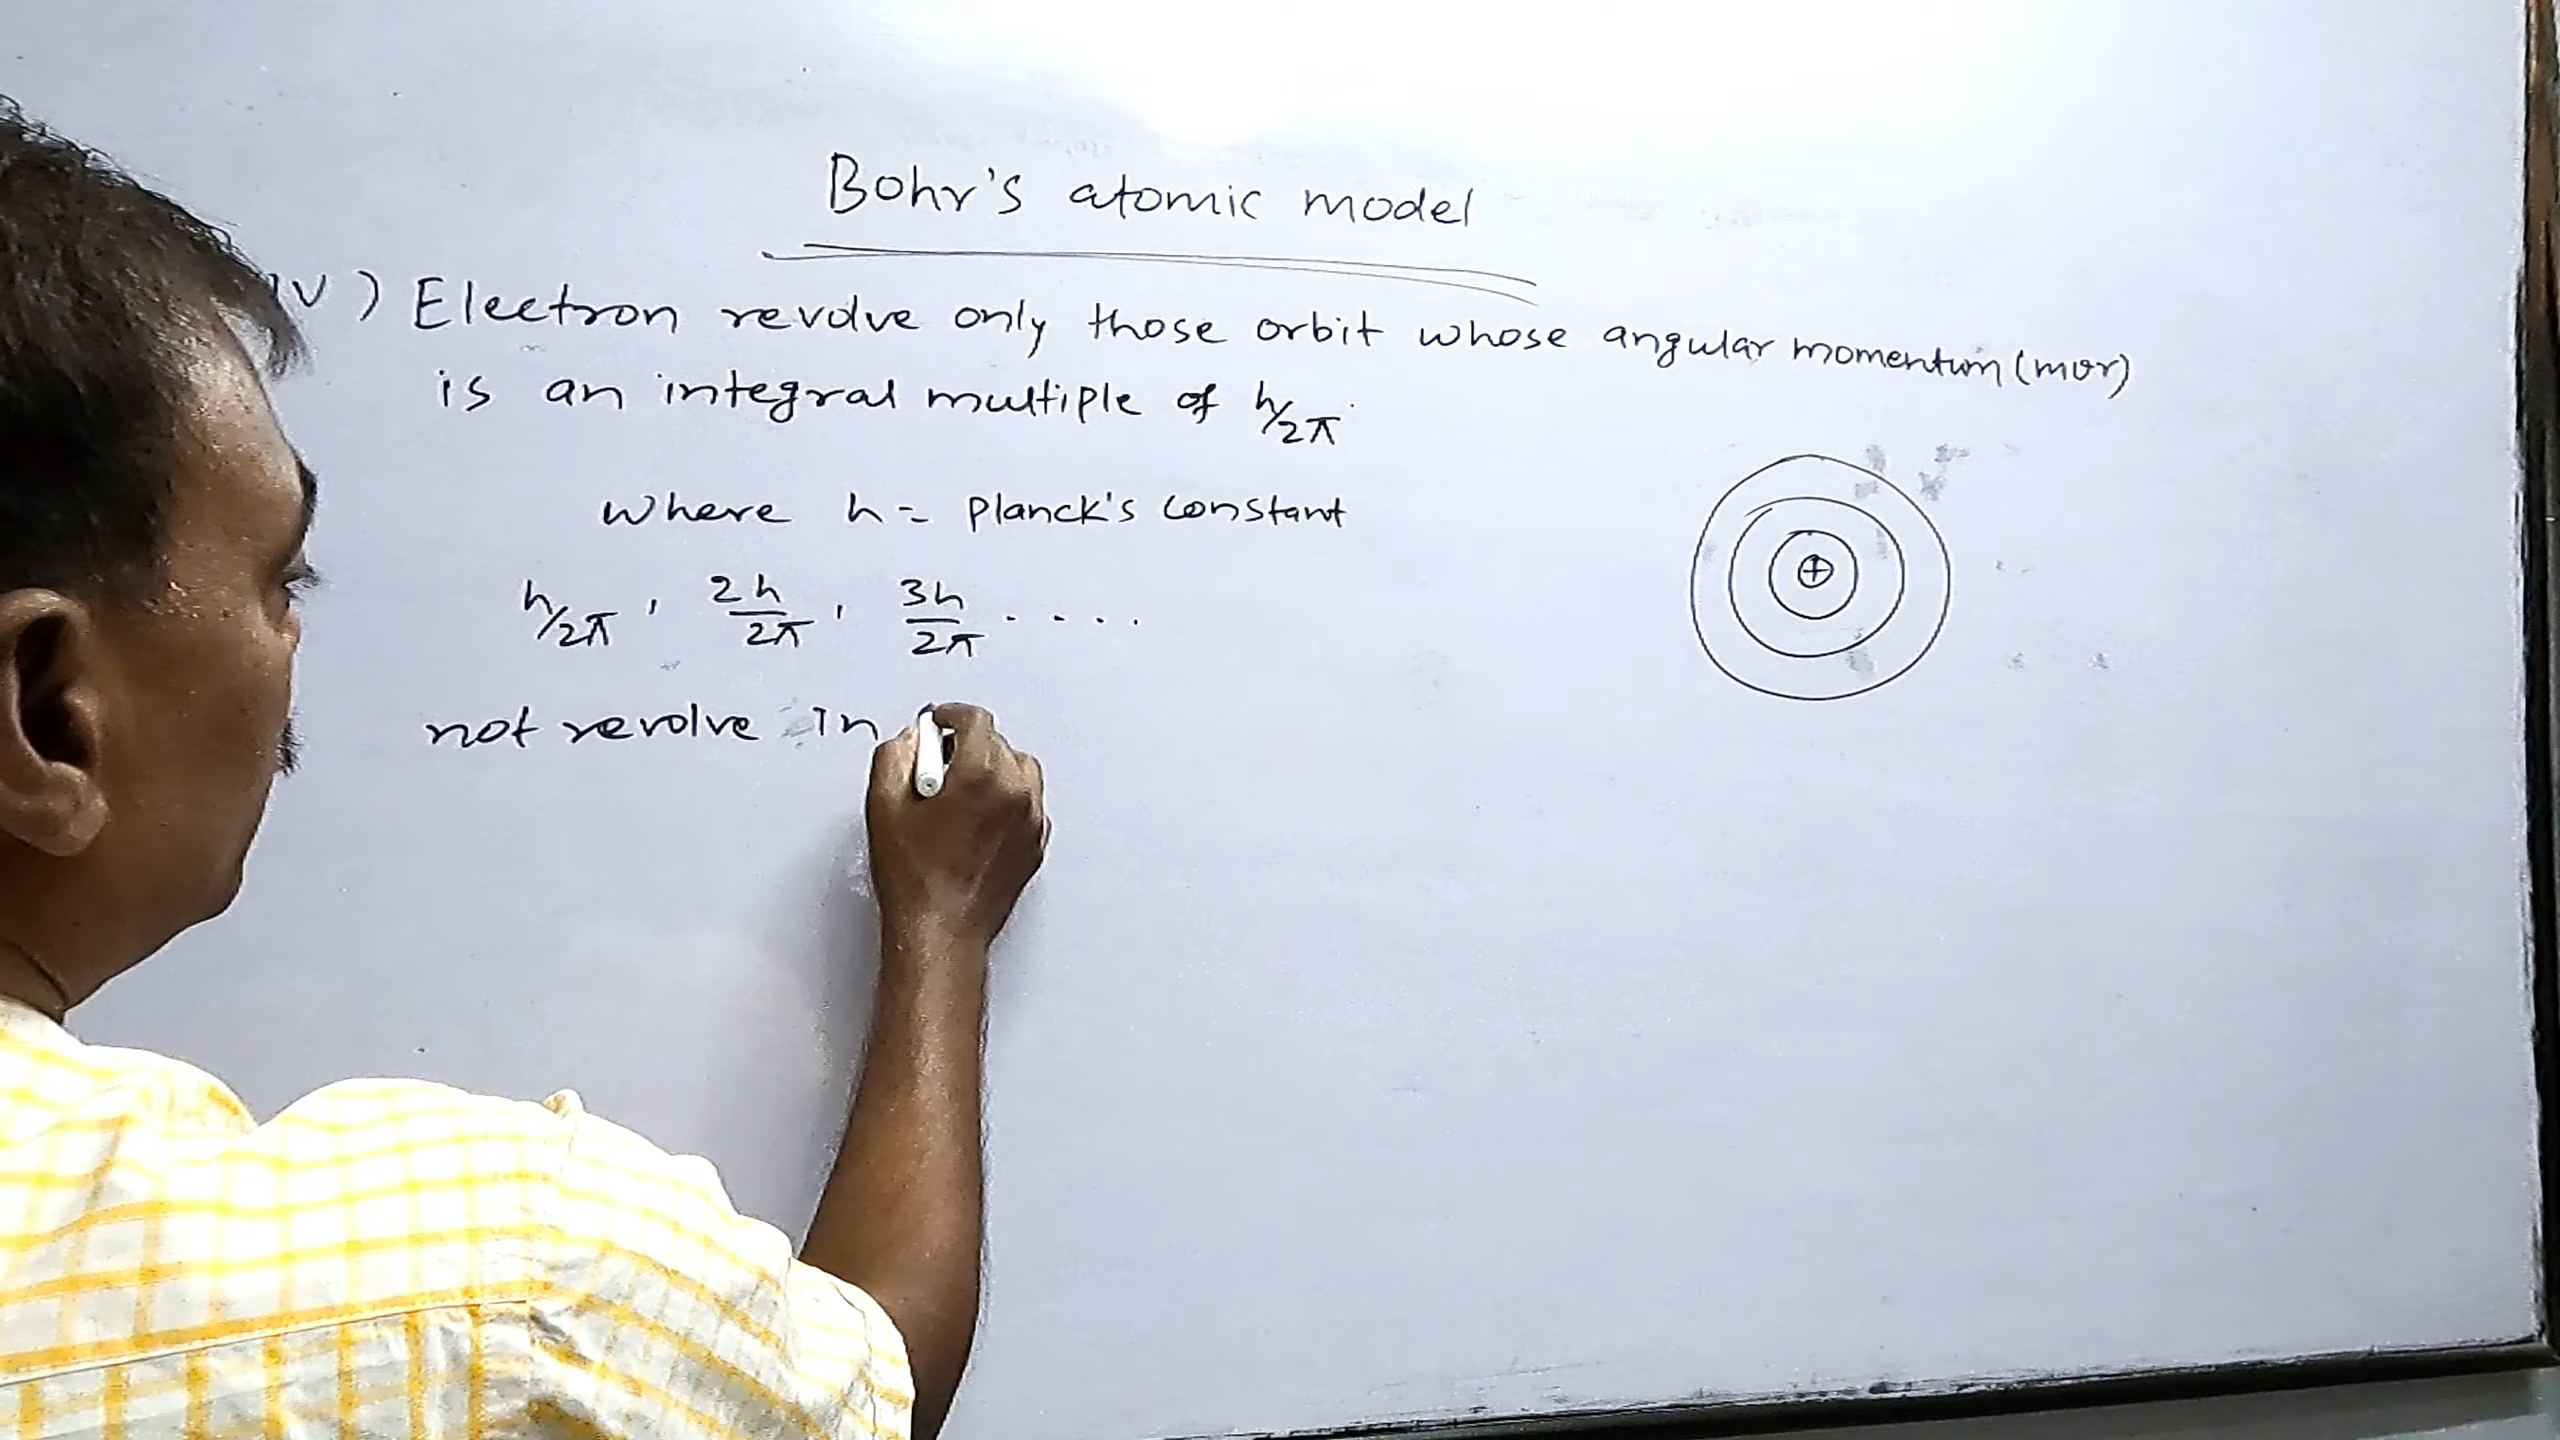 Bohr's atomic model
IV) Electron revolve only those orbit whose angular momentum (mvr)
is an integral multiple of h/2π
where h = Planck's constant
h/2π, 2h/2π, 3h/2π .....
not revolve in
+